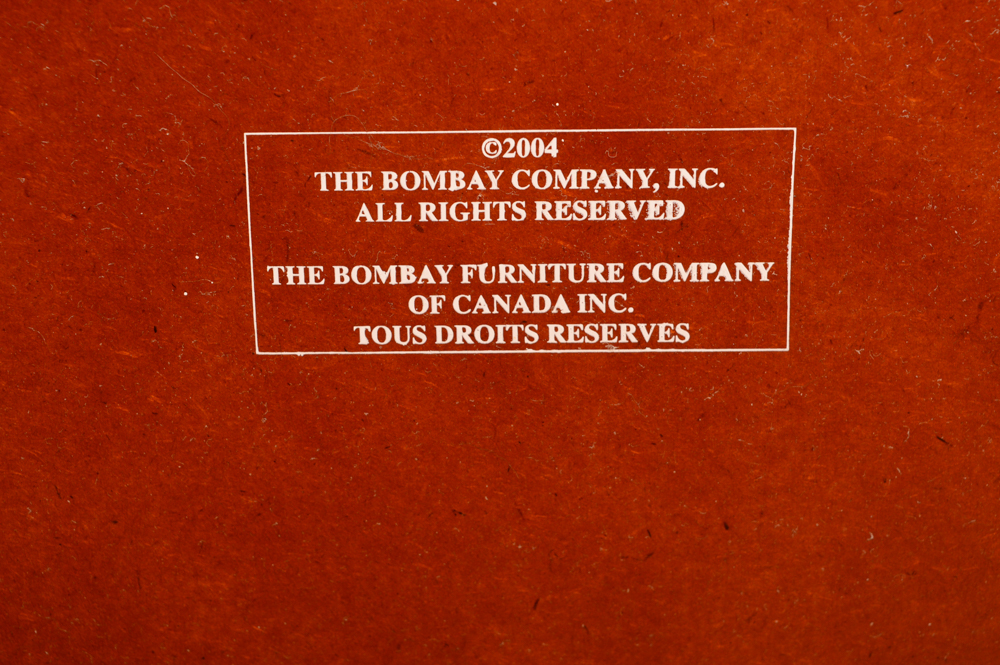 ©2004
THE BOMBAY COMPANY, INC.
ALL RIGHTS RESERVED
THE BOMBAY FURNITURE COMPANY
OF CANADA INC.
TOUS DROITS RESERVES